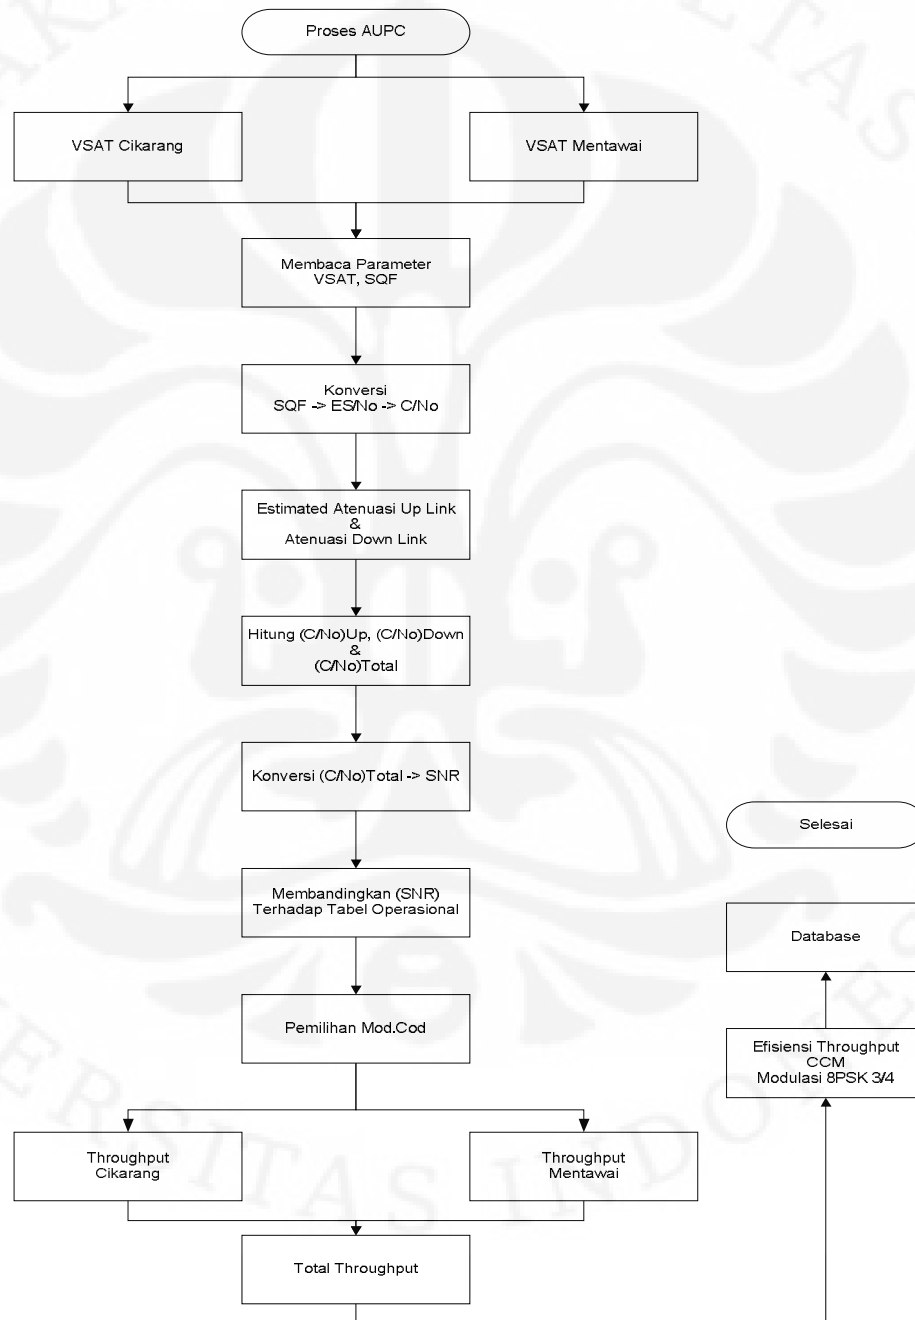 Proses AUPC
VSAT Cikarang
VSAT Mentawai
Membaca Parameter
VSAT, SQF
Konversi
SQF -> ES/No -> C/No
Estimated Atenuasi Up Link
&
Atenuasi Down Link
Hitung (C/No)Up, (C/No)Down
&
(C/No)Total
Konversi (C/No)Total -> SNR
Membandingkan (SNR)
Terhadap Tabel Operasional
Pemilihan Mod.Cod
Throughput
Cikarang
Throughput
Mentawai
Total Throughput
Selesai
Database
Efisiensi Throughput
CCM
Modulasi 8PSK 3/4